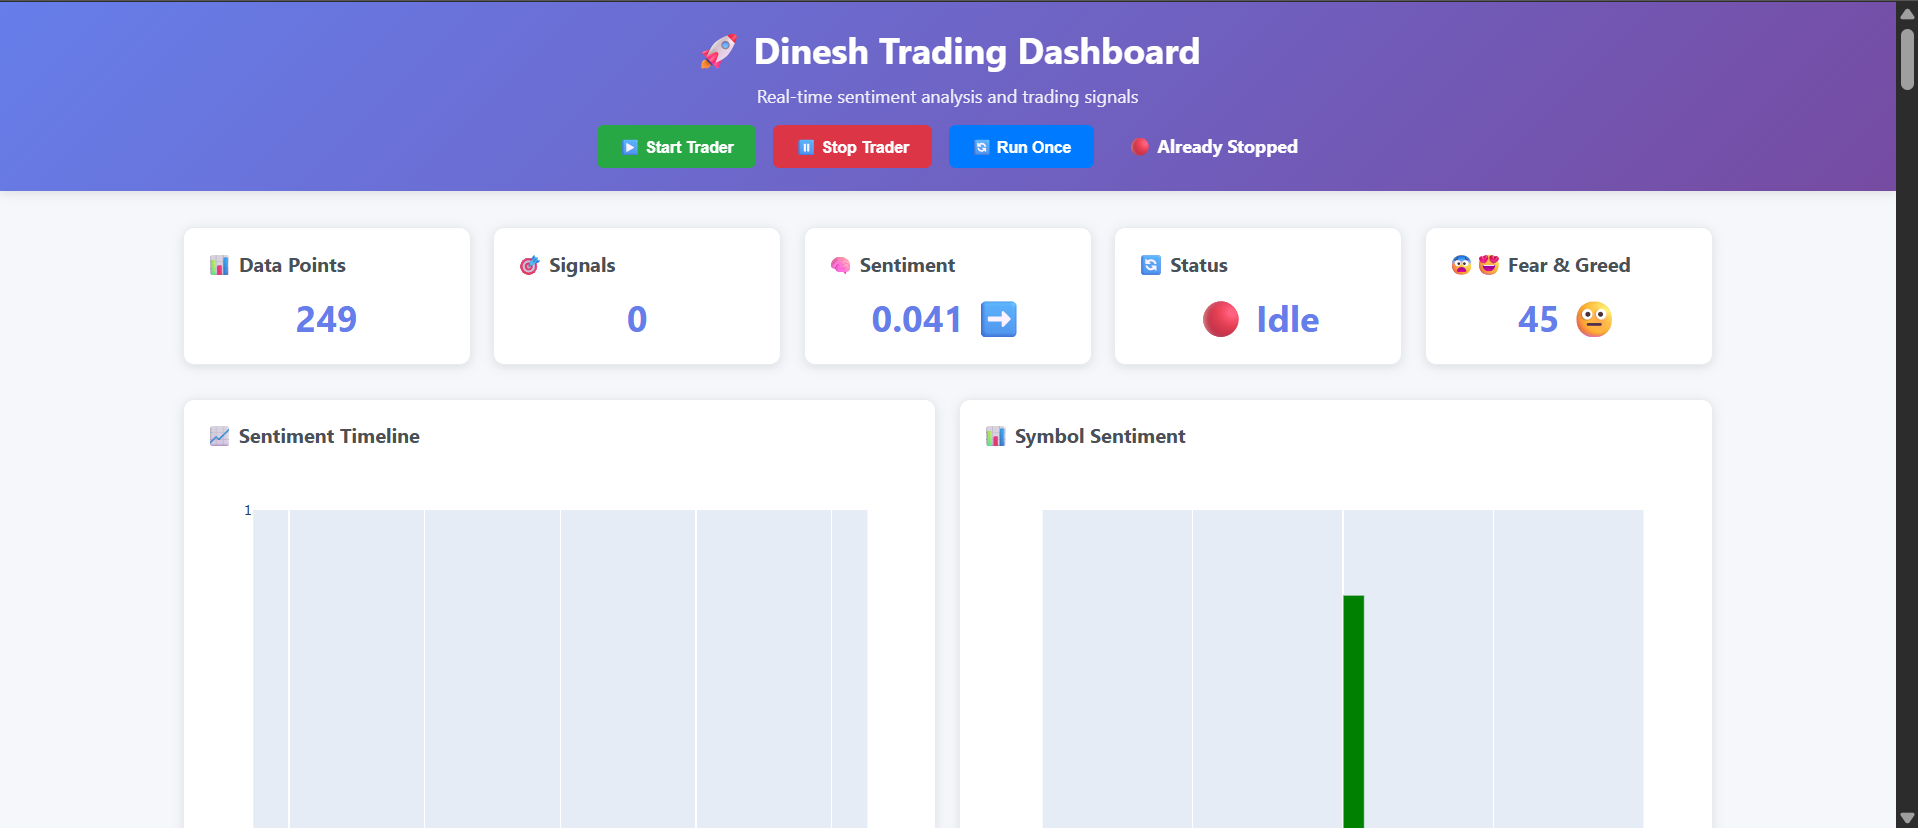 🚀 Dinesh Trading Dashboard
Real-time sentiment analysis and trading signals
▶️ Start Trader
⏸️ Stop Trader
🔄 Run Once
🔴 Already Stopped
📊 Data Points
249
🎯 Signals
0
🧠 Sentiment
0.041 ➡️
🔄 Status
🔴 Idle
😨😍 Fear & Greed
45 😐
📈 Sentiment Timeline
1
📊 Symbol Sentiment